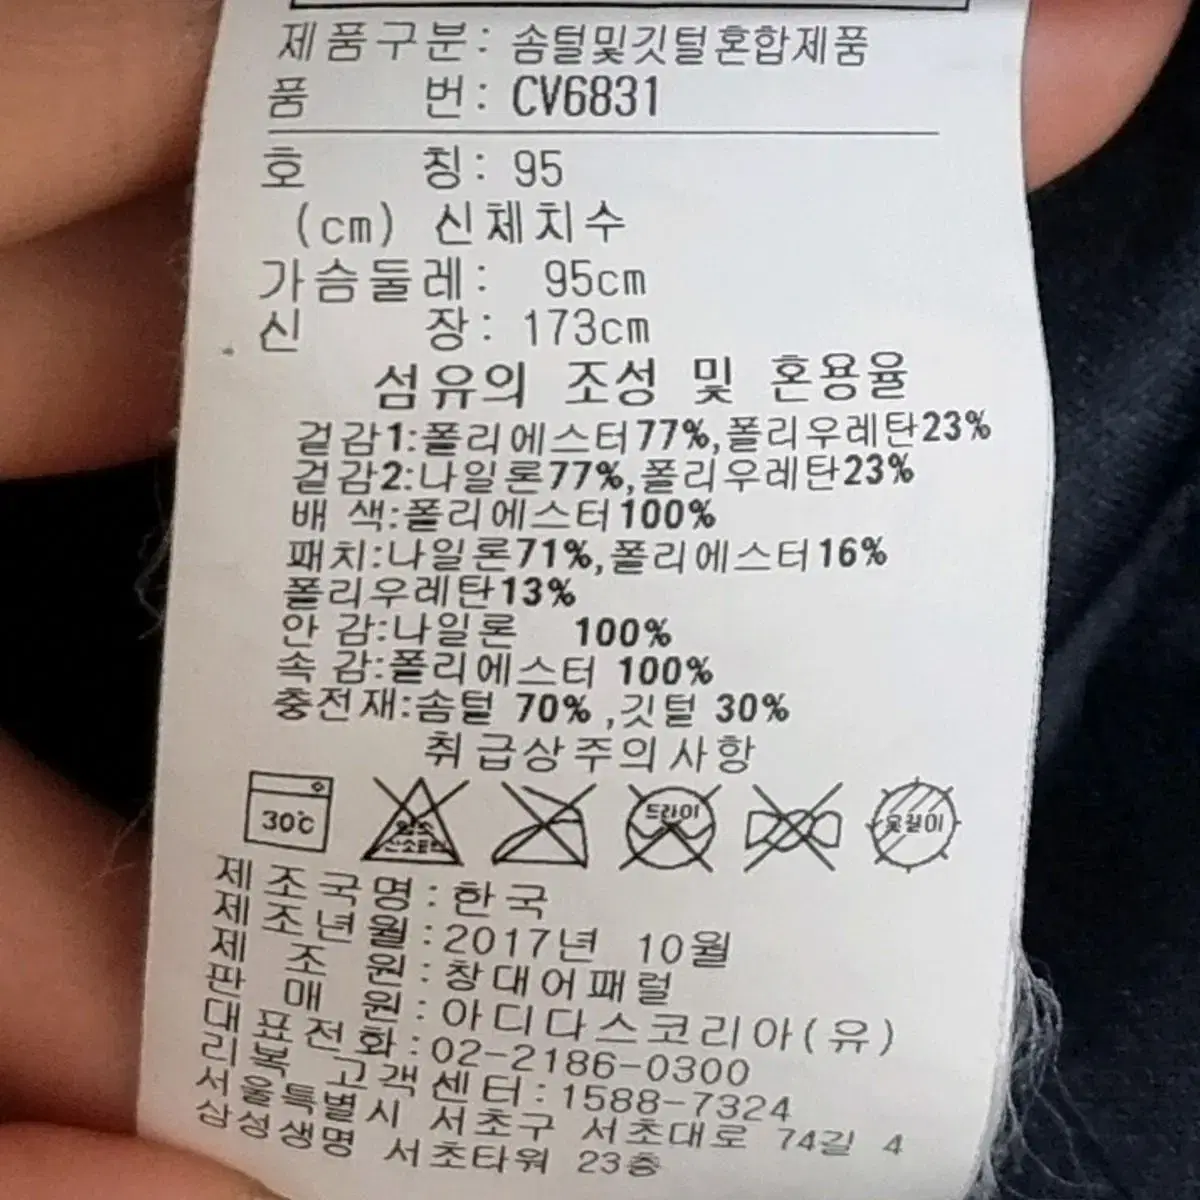 제품구분: 솜털및깃털혼합제품
품 번: CV6831
호 칭: 95
(cm) 신체치수
가슴둘레: 95cm
신 장: 173cm
섬유의 조성 및 혼용율
겉감1:폴리에스터77%,폴리우레탄23%
겉감2:나일론77%,폴리우레탄23%
배 색:폴리에스터100%
패치:나일론71%,폴리에스터16%
폴리우레탄13%
안 감:나일론 100%
속 감:폴리에스터 100%
충전재:솜털 70%,깃털 30%
취급상주의사항
30℃ 드라이 옷걸이
제조국명:한국
제조년월:2017년 10월
제 조 원:창대어패럴
판 매 원:아디다스코리아(유)
대표전화:02-2186-0300
리복 고객센터:1588-7324
서울특별시 서초구 서초대로 74길 4
삼성생명 서초타워 23층